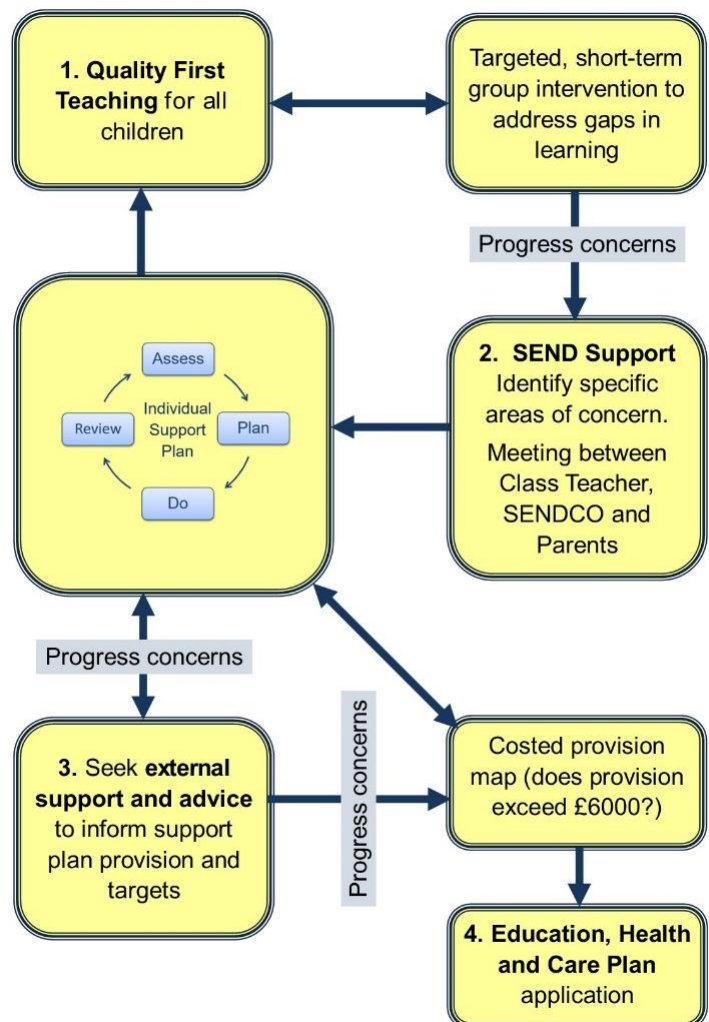 1. Quality First
Teaching for all
children
Targeted, short-term
group intervention to
address gaps in
learning
Progress concerns
2. SEND Support
Identify specific
areas of concern.
Meeting between
Class Teacher,
SENDCO and
Parents
Assess
Review
Individual
Support
Plan
Plan
Do
Progress concerns
3. Seek external
support and advice
to inform support
plan provision and
targets
Progress concerns
Costed provision
map (does provision
exceed £6000?)
4. Education, Health
and Care Plan
application